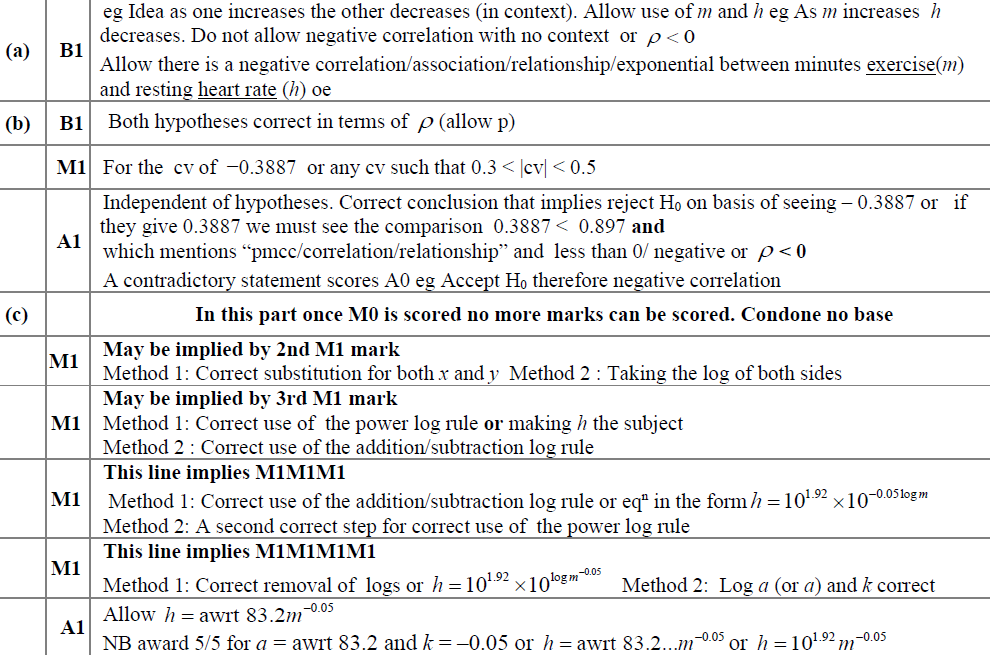 eg Idea as one increases the other decreases (in context). Allow use of m and h eg As m increases h
(a) B1 decreases. Do not allow negative correlation with no context or ρ < 0
Allow there is a negative correlation/association/relationship/exponential between minutes exercise(m)
and resting heart rate (h) oe
(b) B1 Both hypotheses correct in terms of ρ (allow p)
M1 For the cv of −0.3887 or any cv such that 0.3 < |cv| < 0.5
Independent of hypotheses. Correct conclusion that implies reject H₀ on basis of seeing – 0.3887 or if
A1 they give 0.3887 we must see the comparison 0.3887 < 0.897 and
which mentions “pmcc/correlation/relationship” and less than 0/ negative or ρ < 0
A contradictory statement scores A0 eg Accept H₀ therefore negative correlation
(c) In this part once M0 is scored no more marks can be scored. Condone no base
M1 May be implied by 2nd M1 mark
Method 1: Correct substitution for both x and y Method 2 : Taking the log of both sides
May be implied by 3rd M1 mark
M1 Method 1: Correct use of the power log rule or making h the subject
Method 2 : Correct use of the addition/subtraction log rule
This line implies M1M1M1
M1 Method 1: Correct use of the addition/subtraction log rule or eqⁿ in the form h = 10^{1.92} × 10^{−0.05 log m}
Method 2: A second correct step for correct use of the power log rule
This line implies M1M1M1M1
M1 Method 1: Correct removal of logs or h = 10^{1.92} × 10^{log m^{−0.05}} Method 2: Log a (or a) and k correct
A1 Allow h = awrt 83.2m^{−0.05}
NB award 5/5 for a = awrt 83.2 and k = −0.05 or h = awrt 83.2...m^{−0.05} or h = 10^{1.92} m^{−0.05}